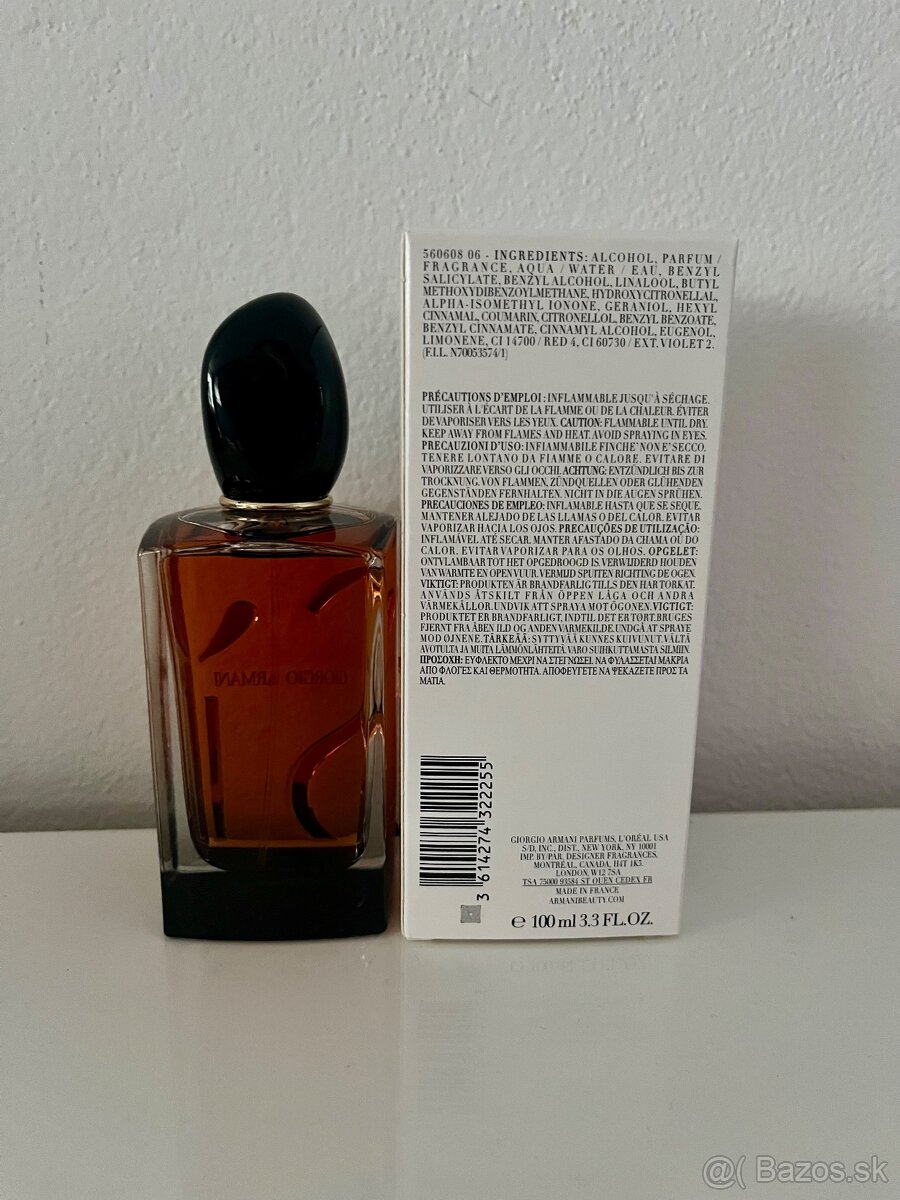 560608 06 - INGREDIENTS: ALCOHOL, PARFUM /
FRAGRANCE, AQUA / WATER / EAU, BENZYL
SALICYLATE, BENZYL ALCOHOL, LINALOOL, BUTYL
METHOXYDIBENZOYLMETHANE, HYDROXYCITRONELLAL,
ALPHA-ISOMETHYL IONONE, GERANIOL, HEXYL
CINNAMAL, COUMARIN, CITRONELLOL, BENZYL BENZOATE,
BENZYL CINNAMATE, CINNAMYL ALCOHOL, EUGENOL,
LIMONENE, CI 14700 / RED 4, CI 60730 / EXT. VIOLET 2.
(F.I.L. N70053574/1)
PRÉCAUTIONS D'EMPLOI : INFLAMMABLE JUSQU'À SÉCHAGE.
UTILISER À L'ÉCART DE LA FLAMME OU DE LA CHALEUR. ÉVITER
DE VAPORISER VERS LES YEUX. CAUTION: FLAMMABLE UNTIL DRY.
KEEP AWAY FROM FLAMES AND HEAT. AVOID SPRAYING IN EYES.
PRECAUZIONI D'USO: INFIAMMABILE FINCHE' NON E' SECCO.
TENERE LONTANO DA FIAMME O CALORE. EVITARE DI
VAPORIZZARE VERSO GLI OCCHI. ACHTUNG: ENTZÜNDLICH BIS ZUR
TROCKNUNG. VON FLAMMEN, ZÜNDQUELLEN ODER GLÜHENDEN
GEGENSTÄNDEN FERNHALTEN. NICHT IN DIE AUGEN SPRÜHEN.
PRECAUCIONES DE EMPLEO: INFLAMABLE HASTA QUE SE SEQUE.
MANTENER ALEJADO DE LAS LLAMAS O DEL CALOR. EVITAR
VAPORIZAR HACIA LOS OJOS. PRECAUÇÕES DE UTILIZAÇÃO:
INFLAMÁVEL ATÉ SECAR. MANTER AFASTADO DA CHAMA OU DO
CALOR. EVITAR VAPORIZAR PARA OS OLHOS. OPGELET:
ONTVLAMBAAR TOT HET OPGEDROOGD IS. VERWIJDERD HOUDEN
VAN WARMTE EN OPEN VUUR. VERMIJD SPUITEN RICHTING DE OGEN.
VIKTIGT: PRODUKTEN ÄR BRANDFARLIG TILLS DEN HAR TORKAT.
ANVÄNDS ÅTSKILT FRÅN ÖPPEN LÅGA OCH ANDRA
VÄRMEKÄLLOR. UNDVIK ATT SPRAYA MOT ÖGONEN. VIGTIGT:
PRODUKTET ER BRANDFARLIGT, INDTIL DET ER TØRT. BRUGES
FJERNT FRA ÅBEN ILD OG ANDEN VARMEKILDE. UNDGÅ AT SPRAYE
MOD ØJNENE. TÄRKEÄÄ: SYTTYVÄÄ KUNNES KUIVUNUT. VÄLTÄ
AVOTULTA JA MUITA LÄMMÖNLÄHTEITÄ. VARO SUIHKUTTAMASTA SILMIIN.
ΠΡΟΣΟΧΗ: ΕΥΦΛΕΚΤΟ ΜΕΧΡΙ ΝΑ ΣΤΕΓΝΩΣΕΙ. ΝΑ ΦΥΛΑΣΣΕΤΑΙ ΜΑΚΡΙΑ
ΑΠΟ ΦΛΟΓΕΣ ΚΑΙ ΘΕΡΜΟΤΗΤΑ. ΑΠΟΦΕΥΓΕΤΕ ΝΑ ΨΕΚΑΖΕΤΕ ΠΡΟΣ ΤΑ
ΜΑΤΙΑ.
GIORGIO ARMANI
3 614274 322255
GIORGIO ARMANI PARFUMS, L'ORÉAL USA
S/D, INC., DIST., NEW YORK, NY 10001
IMP. BY/PAR, DESIGNER FRAGRANCES,
MONTRÉAL, CANADA, H4T 1K5.
LONDON, W12 7SA
TSA 75000 93584 ST OUEN CEDEX FR
MADE IN FRANCE
ARMANIBEAUTY.COM
℮ 100 ml 3.3 FL.OZ.
@( Bazos.sk